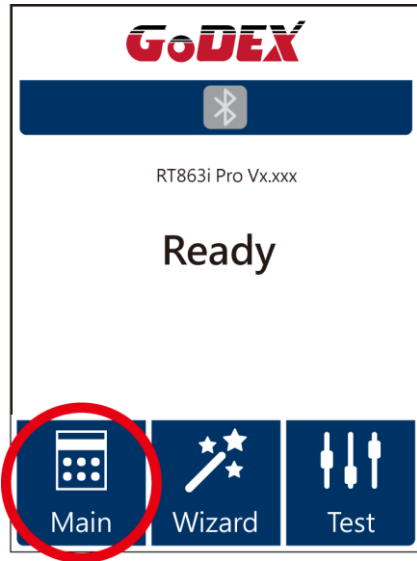 GoDEX
RT863i Pro Vx.xxx
Ready
Main
Wizard
Test